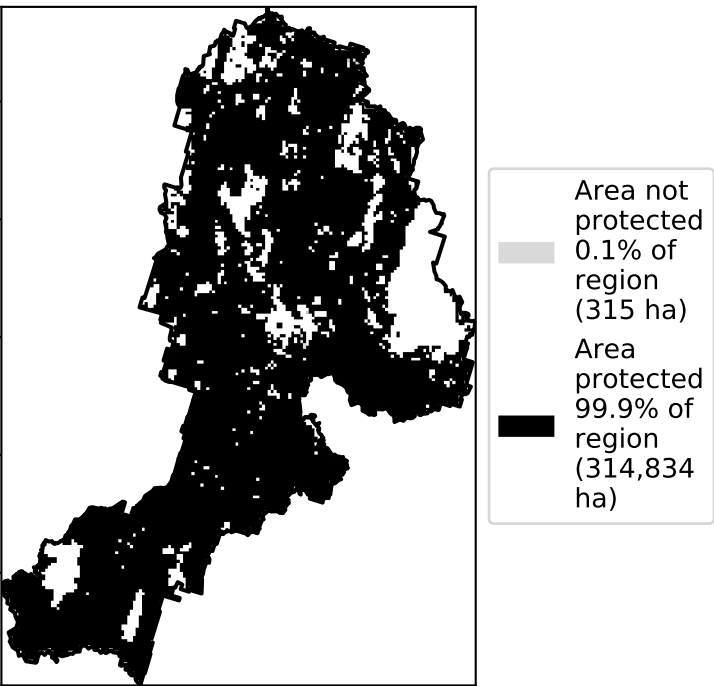 Area not
protected
0.1% of
region
(315 ha)
Area
protected
99.9% of
region
(314,834
ha)